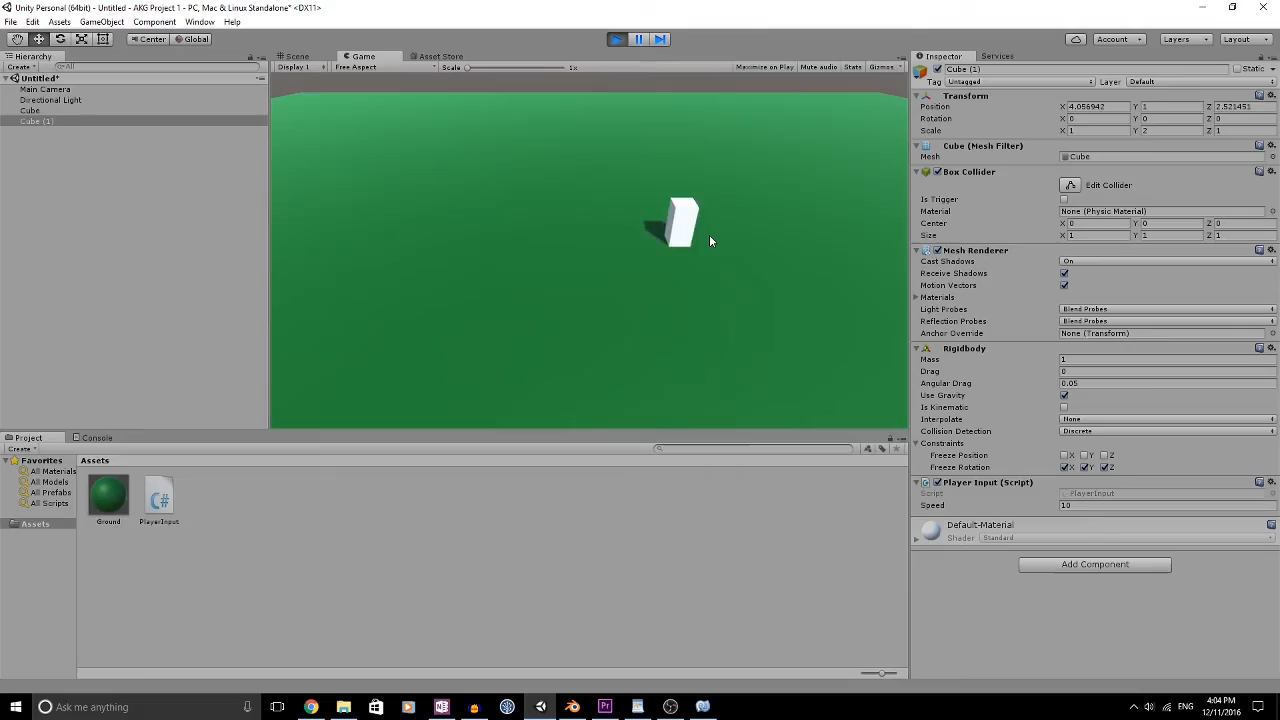 Unity Personal (64bit) - Untitled - AKG Project 1 - PC, Mac & Linux Standalone* <DX11>
File Edit Assets GameObject Component Window Help
Center Global Account Layers Layout
Hierarchy
Create All
Untitled*
Main Camera
Directional Light
Cube
Cube (1)
Scene Game Asset Store
Display 1 Free Aspect Scale 1x Maximize on Play Mute audio Stats Gizmos
Inspector Services
Cube (1) Static
Tag Untagged Layer Default
Transform
Position X 4.056942 Y 1 Z 2.521451
Rotation X 0 Y 0 Z 0
Scale X 1 Y 2 Z 1
Cube (Mesh Filter)
Mesh Cube
Box Collider
Edit Collider
Is Trigger
Material None (Physic Material)
Center X 0 Y 0 Z 0
Size X 1 Y 1 Z 1
Mesh Renderer
Cast Shadows On
Receive Shadows
Motion Vectors
Materials
Light Probes Blend Probes
Reflection Probes Blend Probes
Anchor Override None (Transform)
Rigidbody
Mass 1
Drag 0
Angular Drag 0.05
Use Gravity
Is Kinematic
Interpolate None
Collision Detection Discrete
Constraints
Freeze Position X Y Z
Freeze Rotation X Y Z
Player Input (Script)
Script PlayerInput
Speed 10
Default-Material
Shader Standard
Add Component
Project Console
Create
Favorites
All Materials
All Models
All Prefabs
All Scripts
Assets
Assets
C#
Ground PlayerInput
Ask me anything
ENG
4:04 PM
12/11/2016